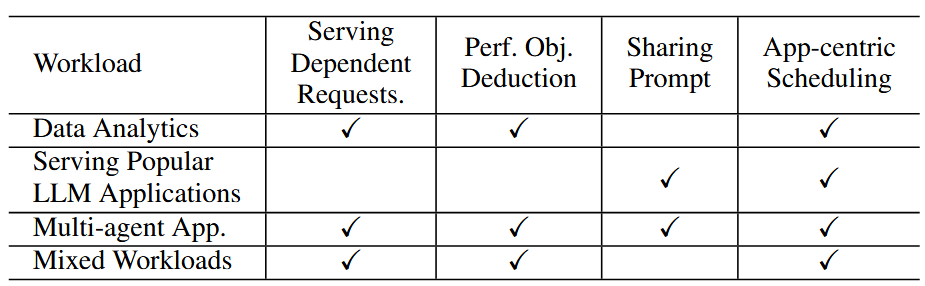 Workload
Serving
Dependent
Requests.
Perf. Obj.
Deduction
Sharing
Prompt
App-centric
Scheduling
Data Analytics ✓ ✓ ✓
Serving Popular
LLM Applications ✓ ✓
Multi-agent App. ✓ ✓ ✓ ✓
Mixed Workloads ✓ ✓ ✓